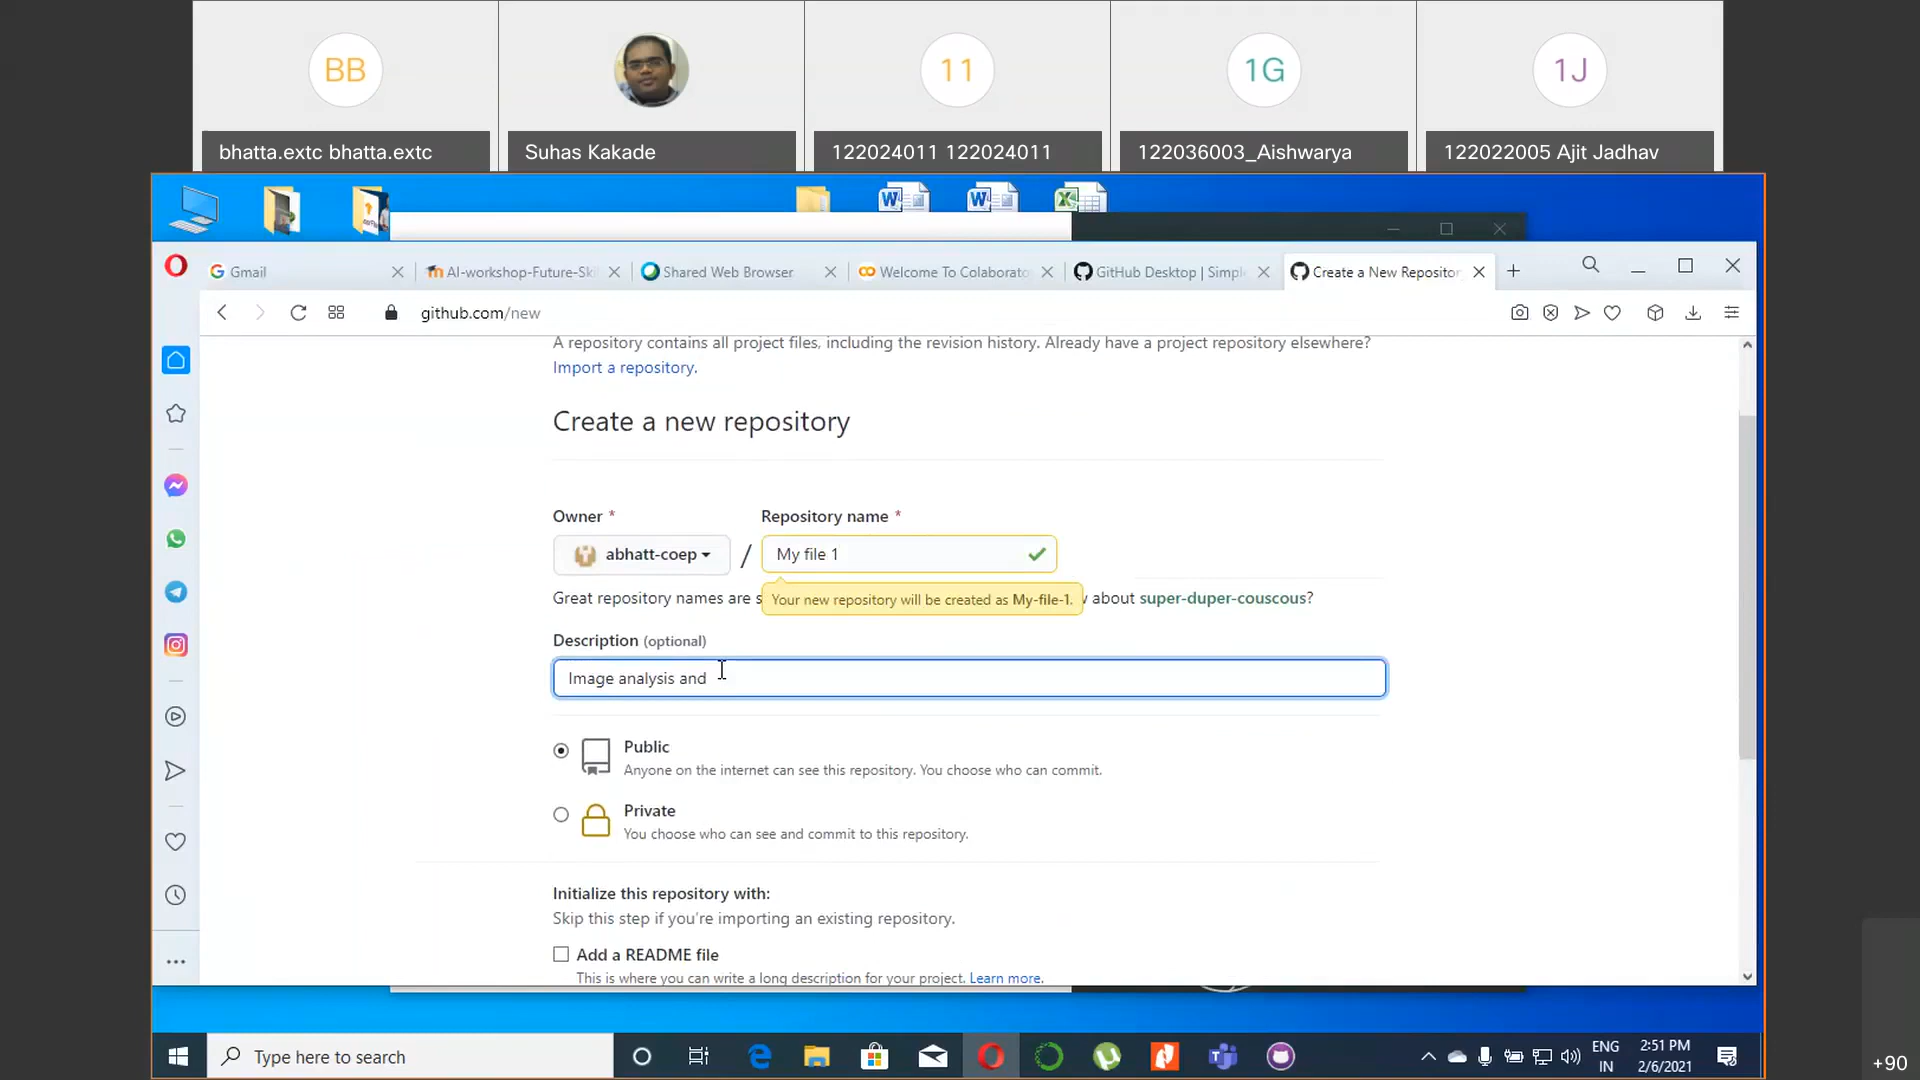 BB
11
1G
1J
bhatta.extc bhatta.extc
Suhas Kakade
122024011 122024011
122036003_Aishwarya
122022005 Ajit Jadhav
Gmail
AI-workshop-Future-Ski
Shared Web Browser
Welcome To Colaborato
GitHub Desktop | Simple
Create a New Repositor
github.com/new
A repository contains all project files, including the revision history. Already have a project repository elsewhere?
Import a repository.
Create a new repository
Owner *
Repository name *
abhatt-coep
/
My file 1
Great repository names are s
Your new repository will be created as My-file-1.
about super-duper-couscous?
Description (optional)
Image analysis and
Public
Anyone on the internet can see this repository. You choose who can commit.
Private
You choose who can see and commit to this repository.
Initialize this repository with:
Skip this step if you're importing an existing repository.
Add a README file
This is where you can write a long description for your project. Learn more.
Type here to search
ENG
IN
2:51 PM
2/6/2021
+90